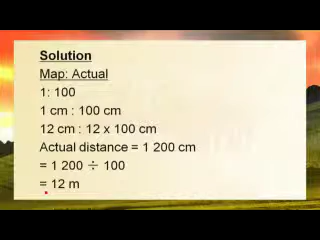 Solution
Map: Actual
1: 100
1 cm : 100 cm
12 cm : 12 x 100 cm
Actual distance = 1 200 cm
= 1 200 ÷ 100
= 12 m